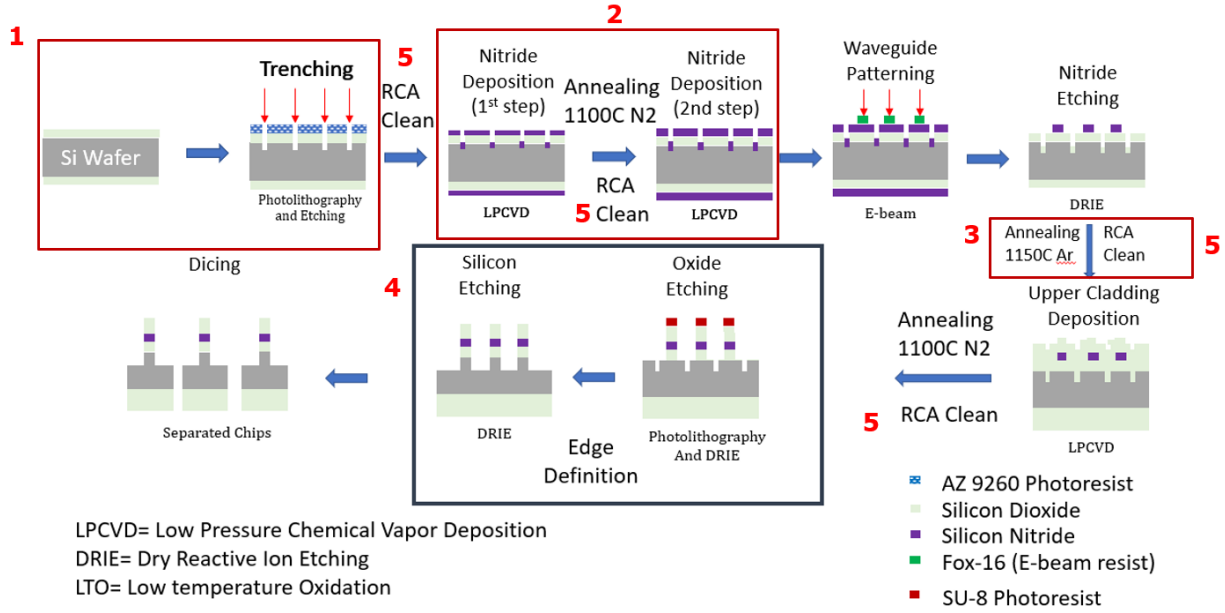 1
Trenching
Si Wafer
Photolithography
and Etching
5
RCA
Clean
2
Nitride
Deposition
(1st step)
LPCVD
Annealing
1100C N2
RCA
5 Clean
Nitride
Deposition
(2nd step)
LPCVD
Waveguide
Patterning
E-beam
Nitride
Etching
DRIE
3
Annealing
1150C Ar
RCA
Clean
5
Upper Cladding
Deposition
LPCVD
Annealing
1100C N2
5
RCA Clean
4
Oxide
Etching
Photolithography
And DRIE
Silicon
Etching
DRIE
Edge
Definition
Dicing
Separated Chips
AZ 9260 Photoresist
Silicon Dioxide
Silicon Nitride
Fox-16 (E-beam resist)
SU-8 Photoresist
LPCVD= Low Pressure Chemical Vapor Deposition
DRIE= Dry Reactive Ion Etching
LTO= Low temperature Oxidation